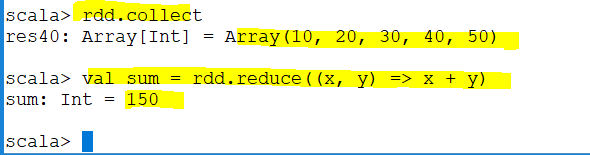 scala> rdd.collect
res40: Array[Int] = Array(10, 20, 30, 40, 50)
scala> val sum = rdd.reduce((x, y) => x + y)
sum: Int = 150
scala>